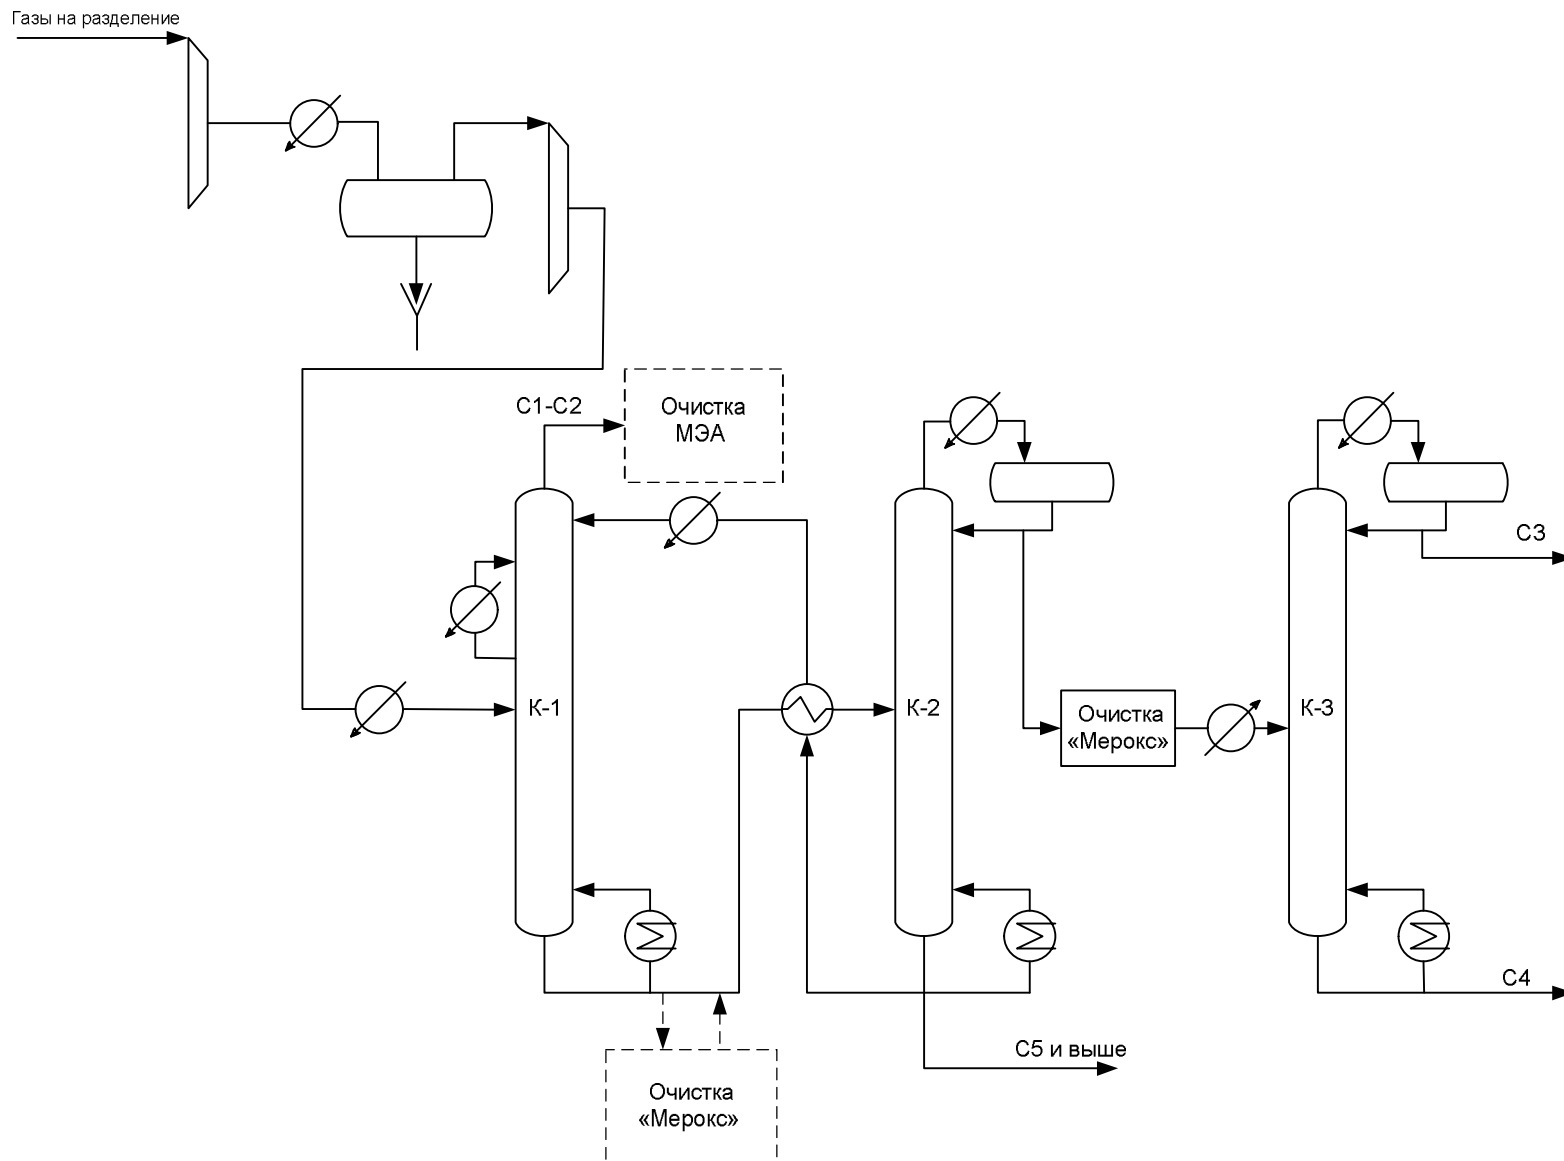 Газы на разделение
С1-С2
Очистка
МЭА
С3
К-1
К-2
Очистка
«Мерокс»
К-3
С4
С5 и выше
Очистка
«Мерокс»